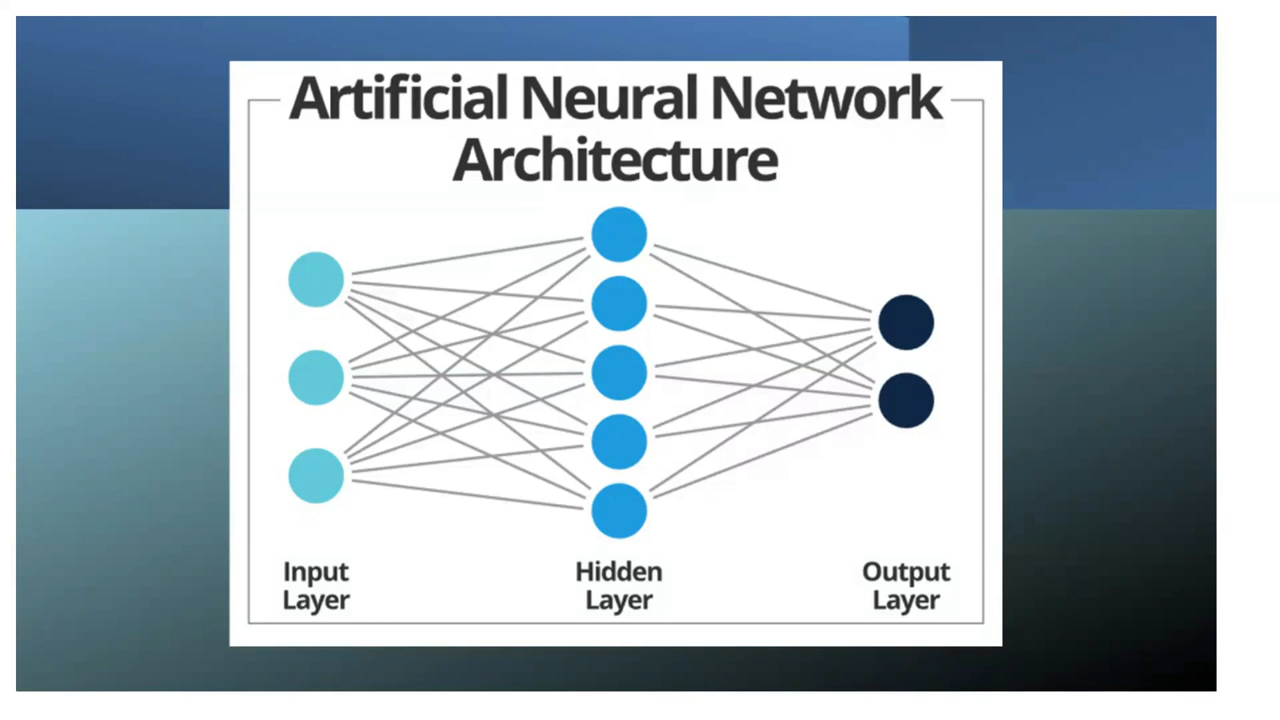 Artificial Neural Network
Architecture
Input
Layer
Hidden
Layer
Output
Layer